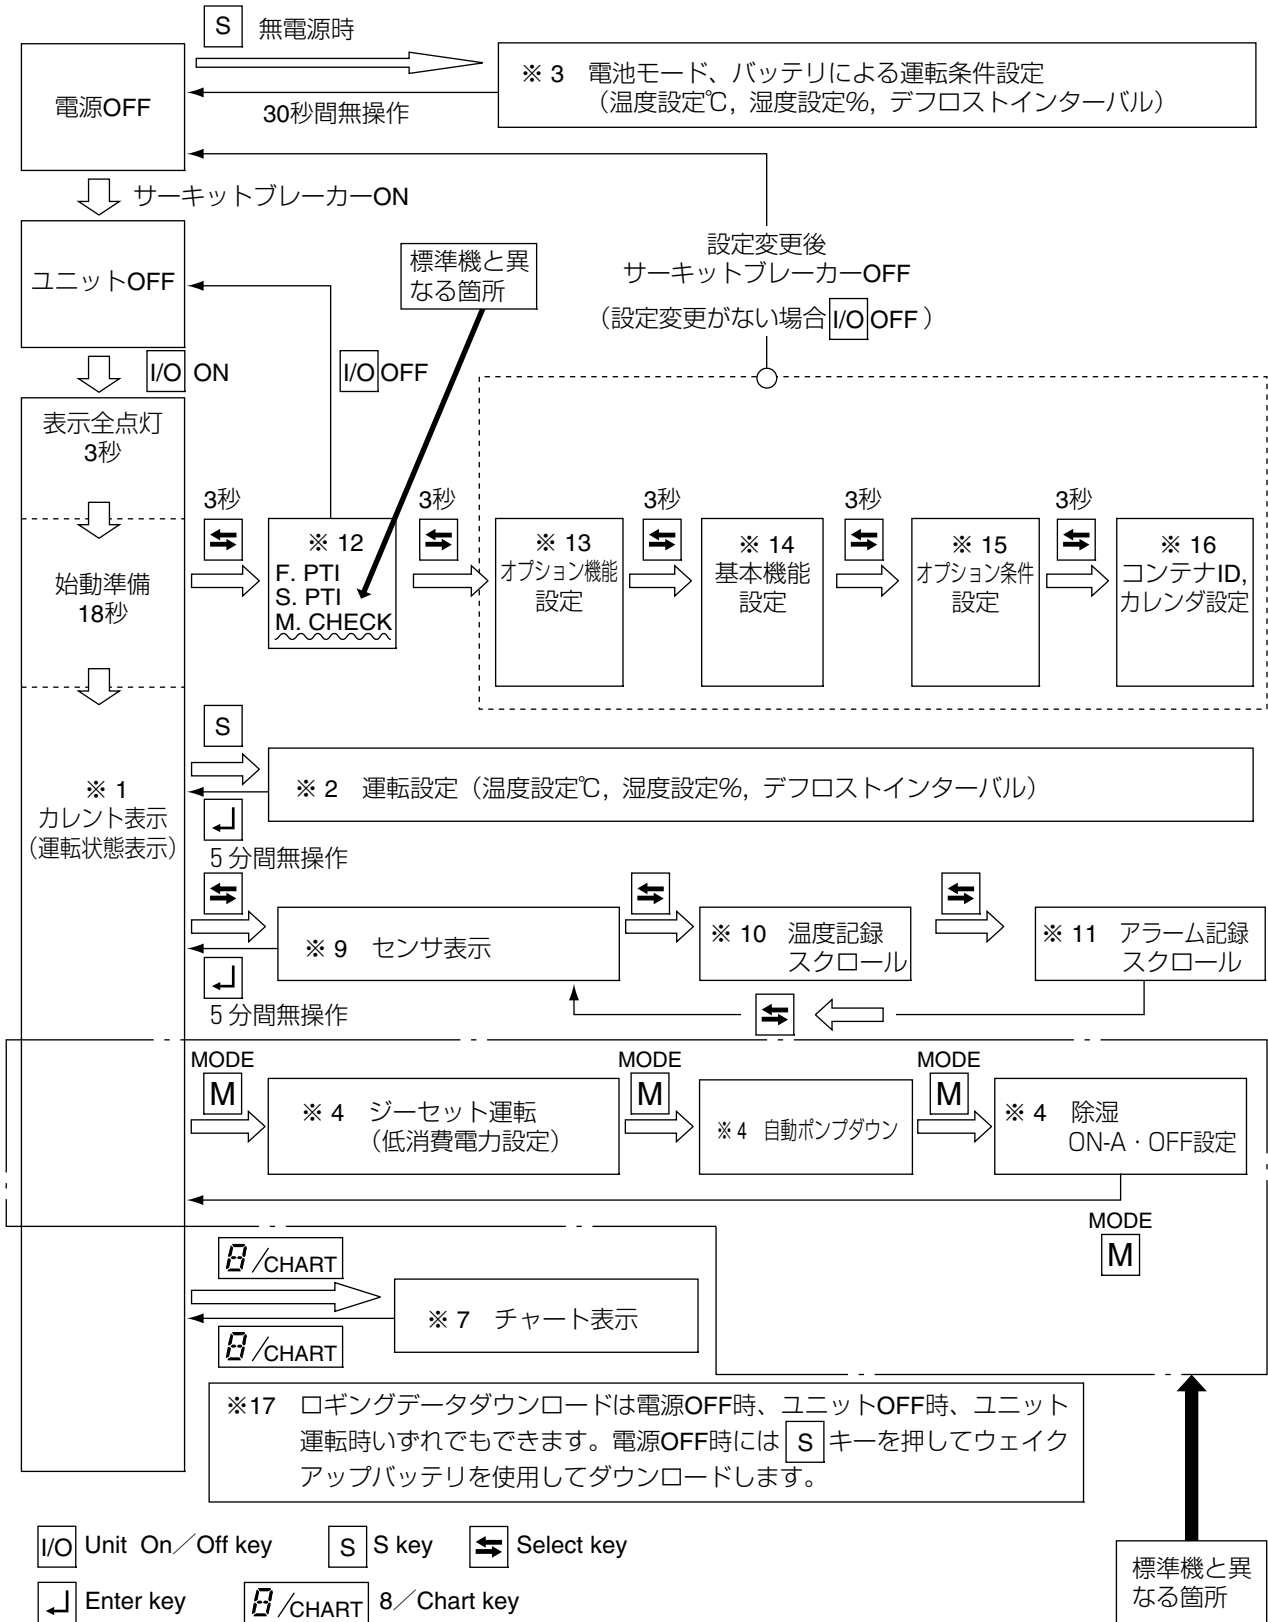 S 無電源時
電源OFF
※ 3 電池モード、バッテリによる運転条件設定
（温度設定℃, 湿度設定%, デフロストインターバル）
30秒間無操作
サーキットブレーカーON
ユニットOFF
標準機と異
なる箇所
設定変更後
サーキットブレーカーOFF
（設定変更がない場合 I/O OFF ）
I/O ON
I/O OFF
表示全点灯
3秒
始動準備
18秒
3秒
※ 12
F. PTI
S. PTI
M. CHECK
3秒
※ 13
オプション機能
設定
3秒
※ 14
基本機能
設定
3秒
※ 15
オプション条件
設定
3秒
※ 16
コンテナID,
カレンダ設定
※ 1
カレント表示
（運転状態表示）
S
※ 2 運転設定（温度設定℃, 湿度設定%, デフロストインターバル）
5 分間無操作
※ 9 センサ表示
※ 10 温度記録
スクロール
※ 11 アラーム記録
スクロール
5 分間無操作
MODE
M
※ 4 ジーセット運転
（低消費電力設定）
MODE
M
※ 4 自動ポンプダウン
MODE
M
※ 4 除湿
ON-A・OFF設定
MODE
M
8/CHART
※ 7 チャート表示
8/CHART
※17 ロギングデータダウンロードは電源OFF時、ユニットOFF時、ユニット
運転時いずれでもできます。電源OFF時には S キーを押してウェイク
アップバッテリを使用してダウンロードします。
I/O Unit On／Off key
S S key
⇆ Select key
↵ Enter key
8/CHART 8／Chart key
標準機と異
なる箇所